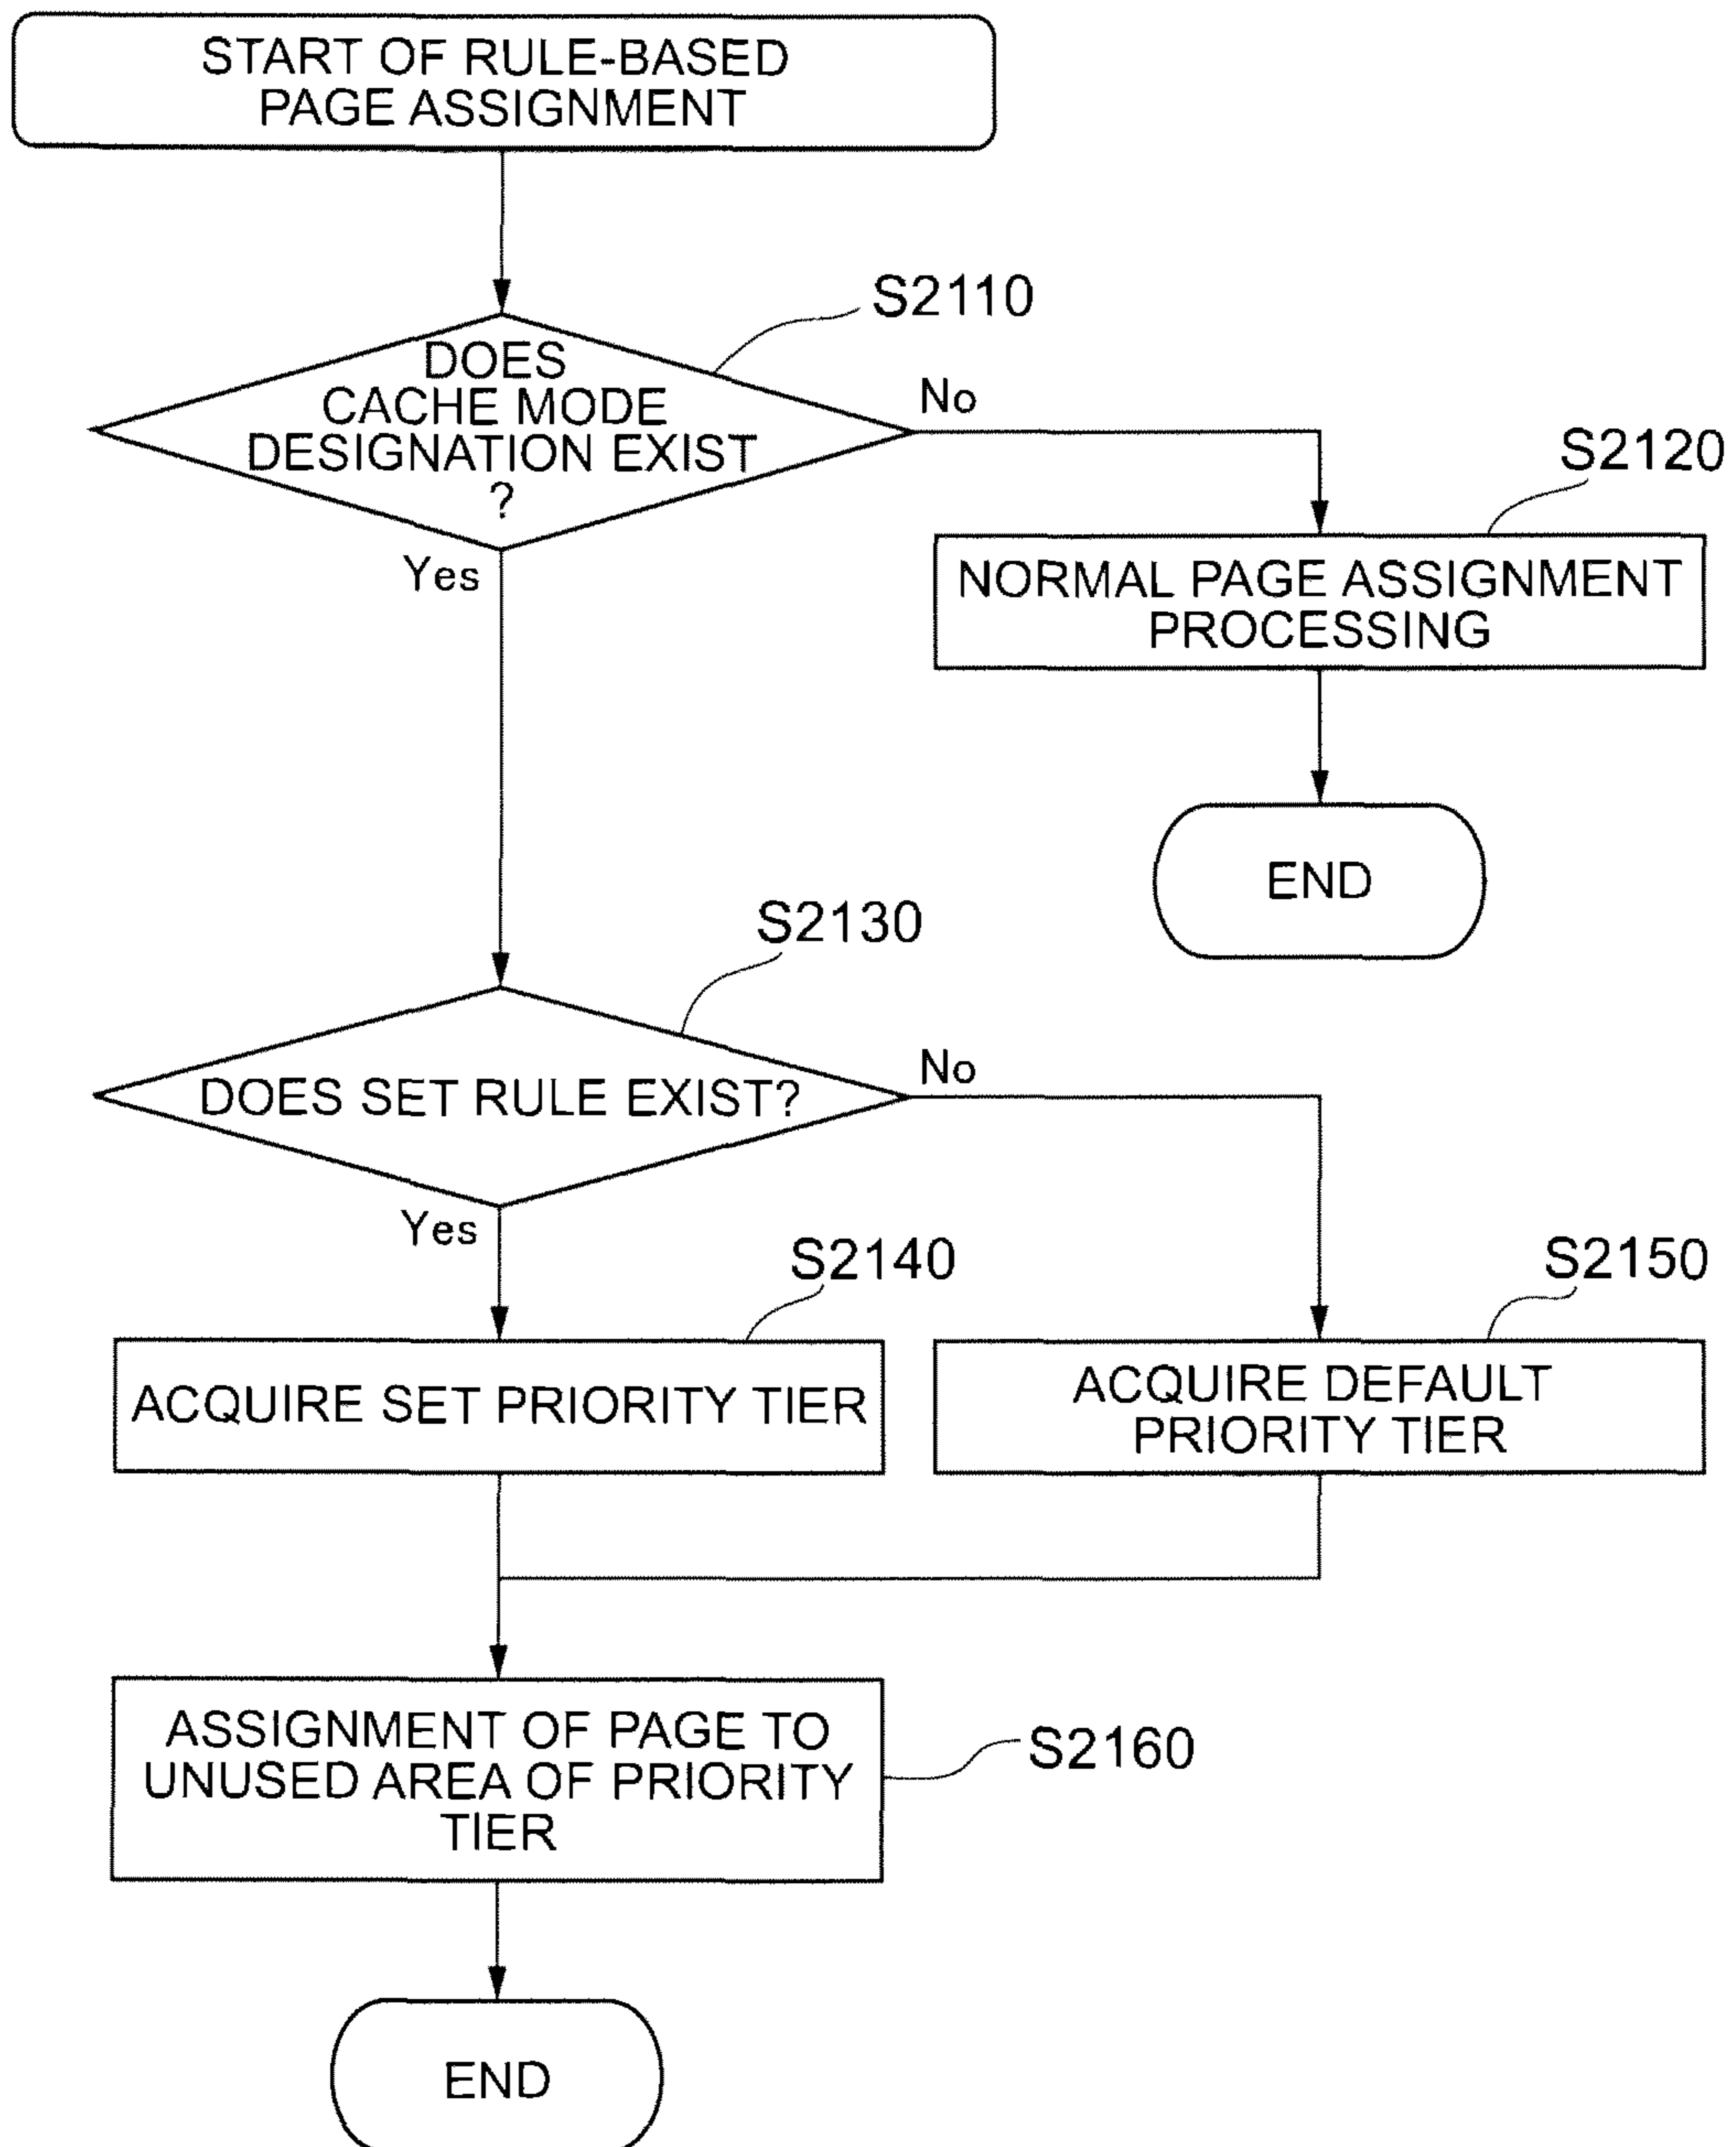 START OF RULE-BASED
PAGE ASSIGNMENT
S2110
DOES
CACHE MODE
DESIGNATION EXIST
?
No
Yes
S2120
NORMAL PAGE ASSIGNMENT
PROCESSING
END
S2130
DOES SET RULE EXIST?
No
Yes
S2140
ACQUIRE SET PRIORITY TIER
S2150
ACQUIRE DEFAULT
PRIORITY TIER
ASSIGNMENT OF PAGE TO
UNUSED AREA OF PRIORITY
TIER
S2160
END